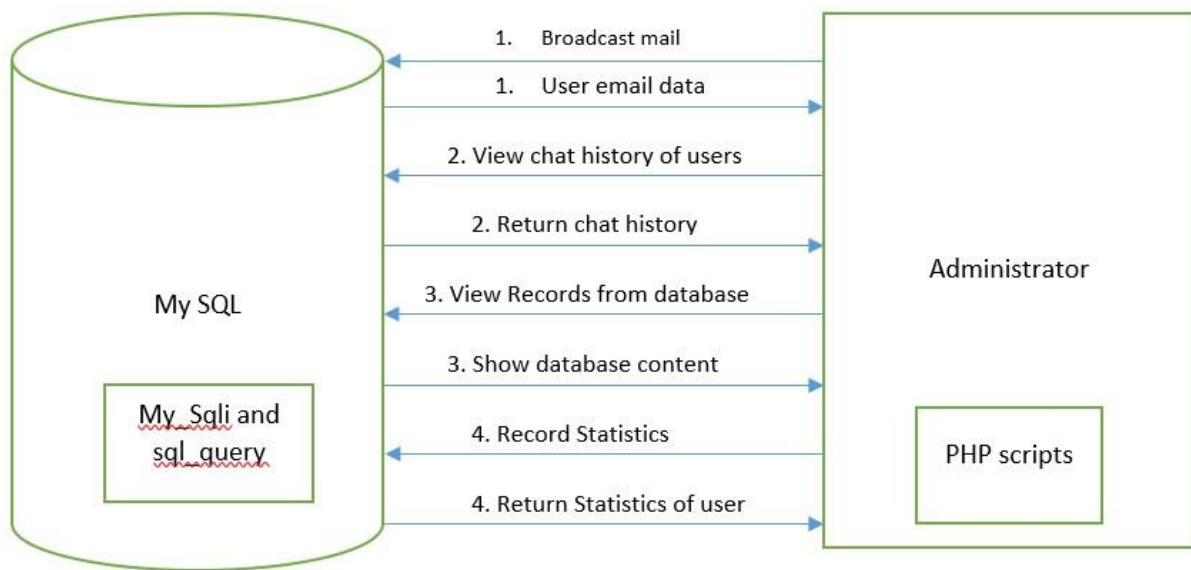 1. Broadcast mail
1. User email data
2. View chat history of users
2. Return chat history
3. View Records from database
3. Show database content
4. Record Statistics
4. Return Statistics of user
My SQL
My_Sqli and
sql_query
Administrator
PHP scripts